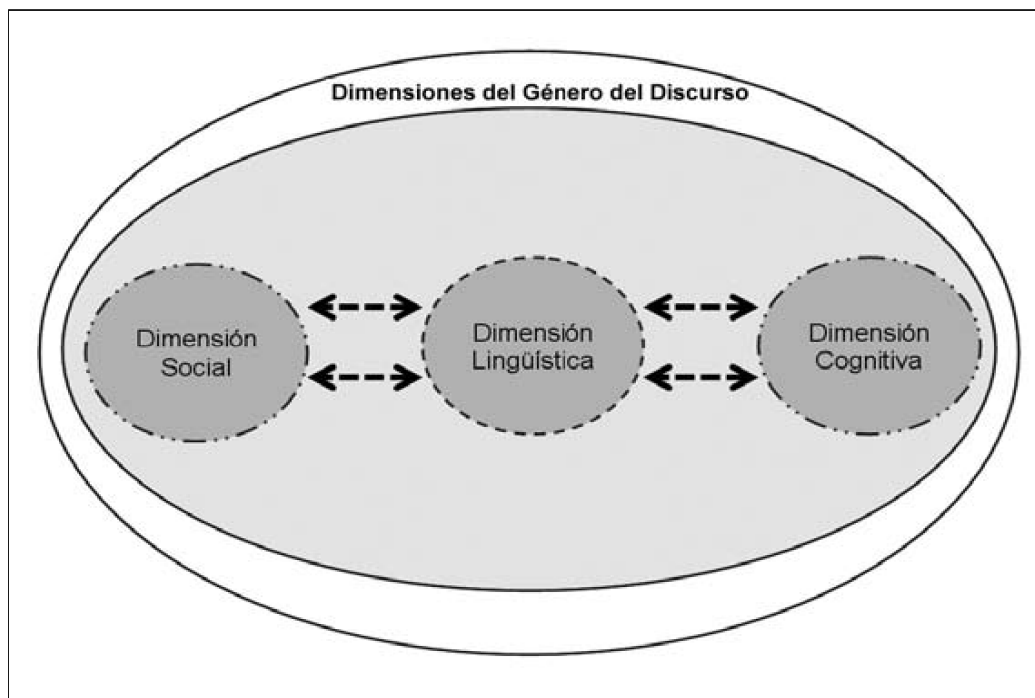 Dimensiones del Género del Discurso
Dimensión
Social
Dimensión
Lingüística
Dimensión
Cognitiva